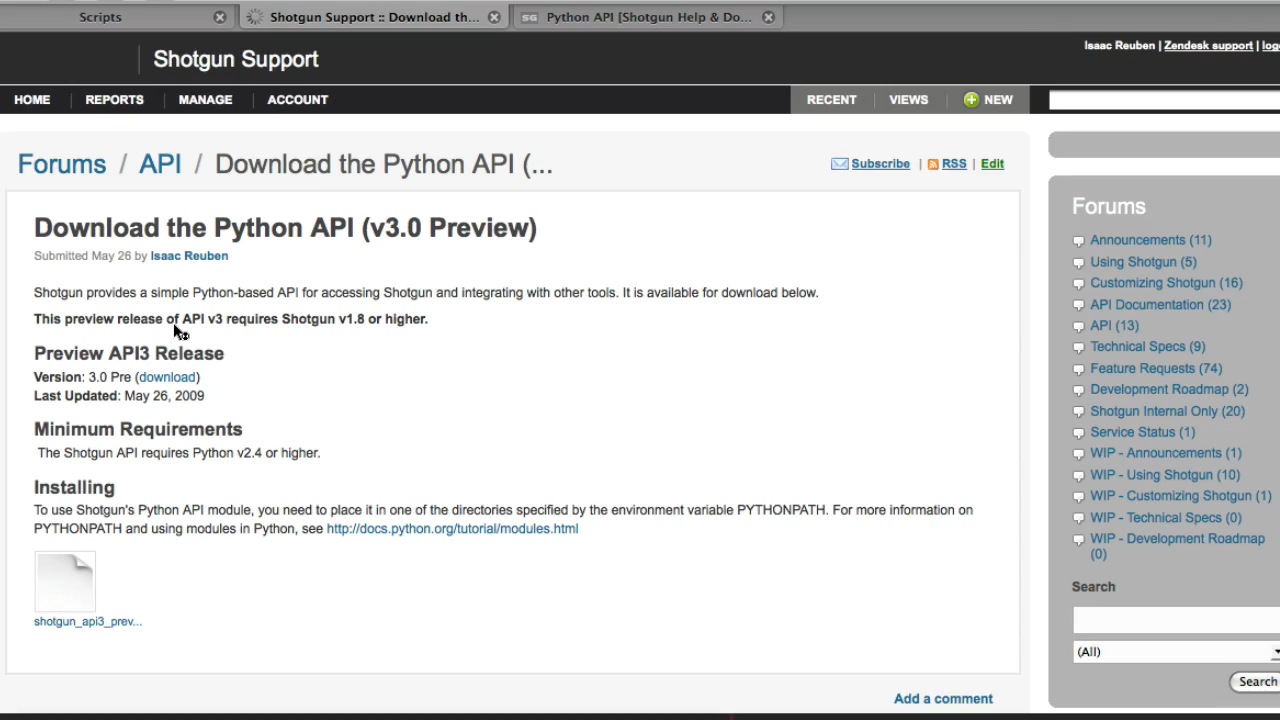 Scripts
Shotgun Support :: Download th...
SG Python API [Shotgun Help & Do...
Shotgun Support
Isaac Reuben | Zendesk support |
HOME REPORTS MANAGE ACCOUNT RECENT VIEWS NEW
Forums / API / Download the Python API (...
Subscribe | RSS | Edit
Download the Python API (v3.0 Preview)
Submitted May 26 by Isaac Reuben
Shotgun provides a simple Python-based API for accessing Shotgun and integrating with other tools. It is available for download below.
This preview release of API v3 requires Shotgun v1.8 or higher.
Preview API3 Release
Version: 3.0 Pre (download)
Last Updated: May 26, 2009
Minimum Requirements
The Shotgun API requires Python v2.4 or higher.
Installing
To use Shotgun's Python API module, you need to place it in one of the directories specified by the environment variable PYTHONPATH. For more information on
PYTHONPATH and using modules in Python, see http://docs.python.org/tutorial/modules.html
shotgun_api3_prev...
Add a comment
Forums
Announcements (11)
Using Shotgun (5)
Customizing Shotgun (16)
API Documentation (23)
API (13)
Technical Specs (9)
Feature Requests (74)
Development Roadmap (2)
Shotgun Internal Only (20)
Service Status (1)
WIP - Announcements (1)
WIP - Using Shotgun (10)
WIP - Customizing Shotgun (1)
WIP - Technical Specs (0)
WIP - Development Roadmap
(0)
Search
(All)
Search